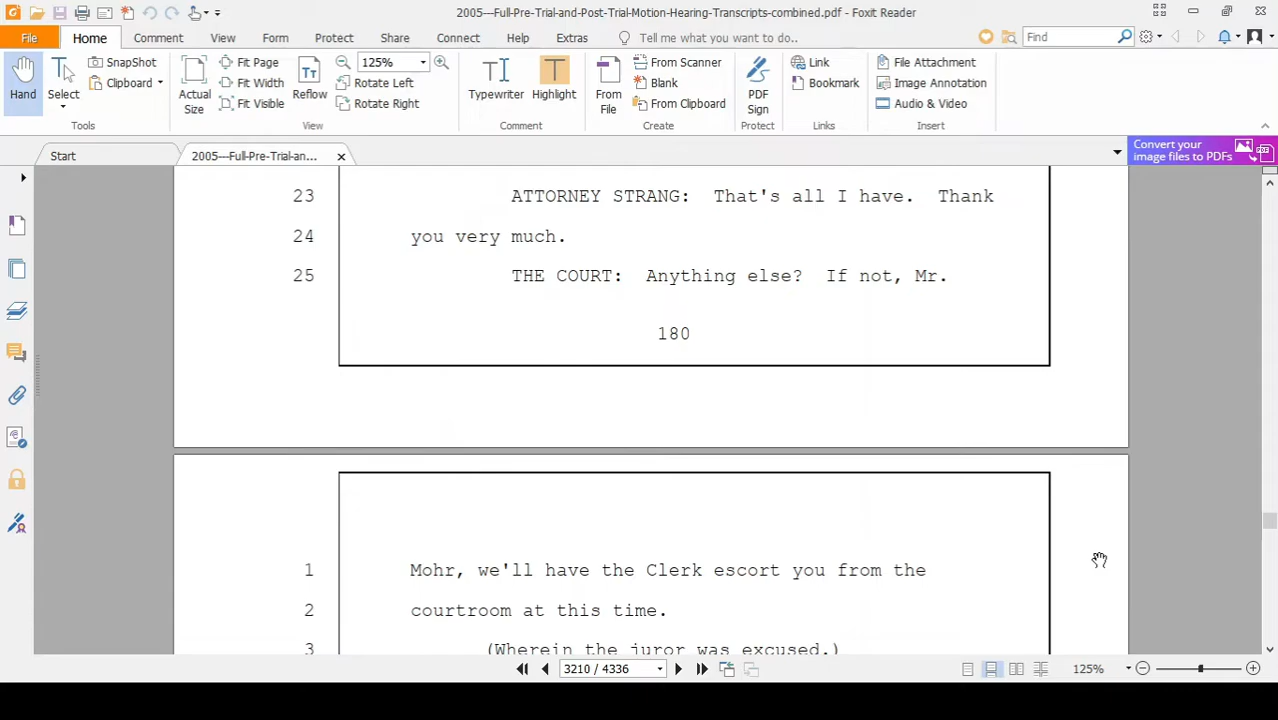 2005---Full-Pre-Trial-and-Post-Trial-Motion-Hearing-Transcripts-combined.pdf - Foxit Reader
File Home Comment View Form Protect Share Connect Help Extras Tell me what you want to do.. Find
Hand
Select
SnapShot
Clipboard
Tools
Actual Size
Fit Page
Fit Width
Fit Visible
Reflow
125%
Rotate Left
Rotate Right
View
Typewriter
Highlight
Comment
From File
From Scanner
Blank
From Clipboard
Create
PDF Sign
Protect
Link
Bookmark
Links
File Attachment
Image Annotation
Audio & Video
Insert
Start
2005---Full-Pre-Trial-an...
Convert your
image files to PDFs
23 ATTORNEY STRANG: That's all I have. Thank
24 you very much.
25 THE COURT: Anything else? If not, Mr.
180
1 Mohr, we'll have the Clerk escort you from the
2 courtroom at this time.
3 (Wherein the juror was excused.)
3210 / 4336
125%